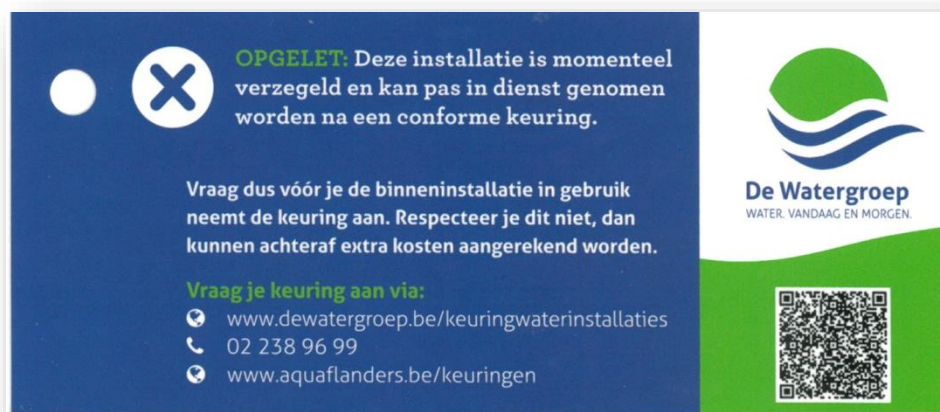 OPGELET: Deze installatie is momenteel
verzegeld en kan pas in dienst genomen
worden na een conforme keuring.
Vraag dus vóór je de binneninstallatie in gebruik
neemt de keuring aan. Respecteer je dit niet, dan
kunnen achteraf extra kosten aangerekend worden.
Vraag je keuring aan via:
www.dewatergroep.be/keuringwaterinstallaties
02 238 96 99
www.aquaflanders.be/keuringen
De Watergroep
WATER. VANDAAG EN MORGEN.